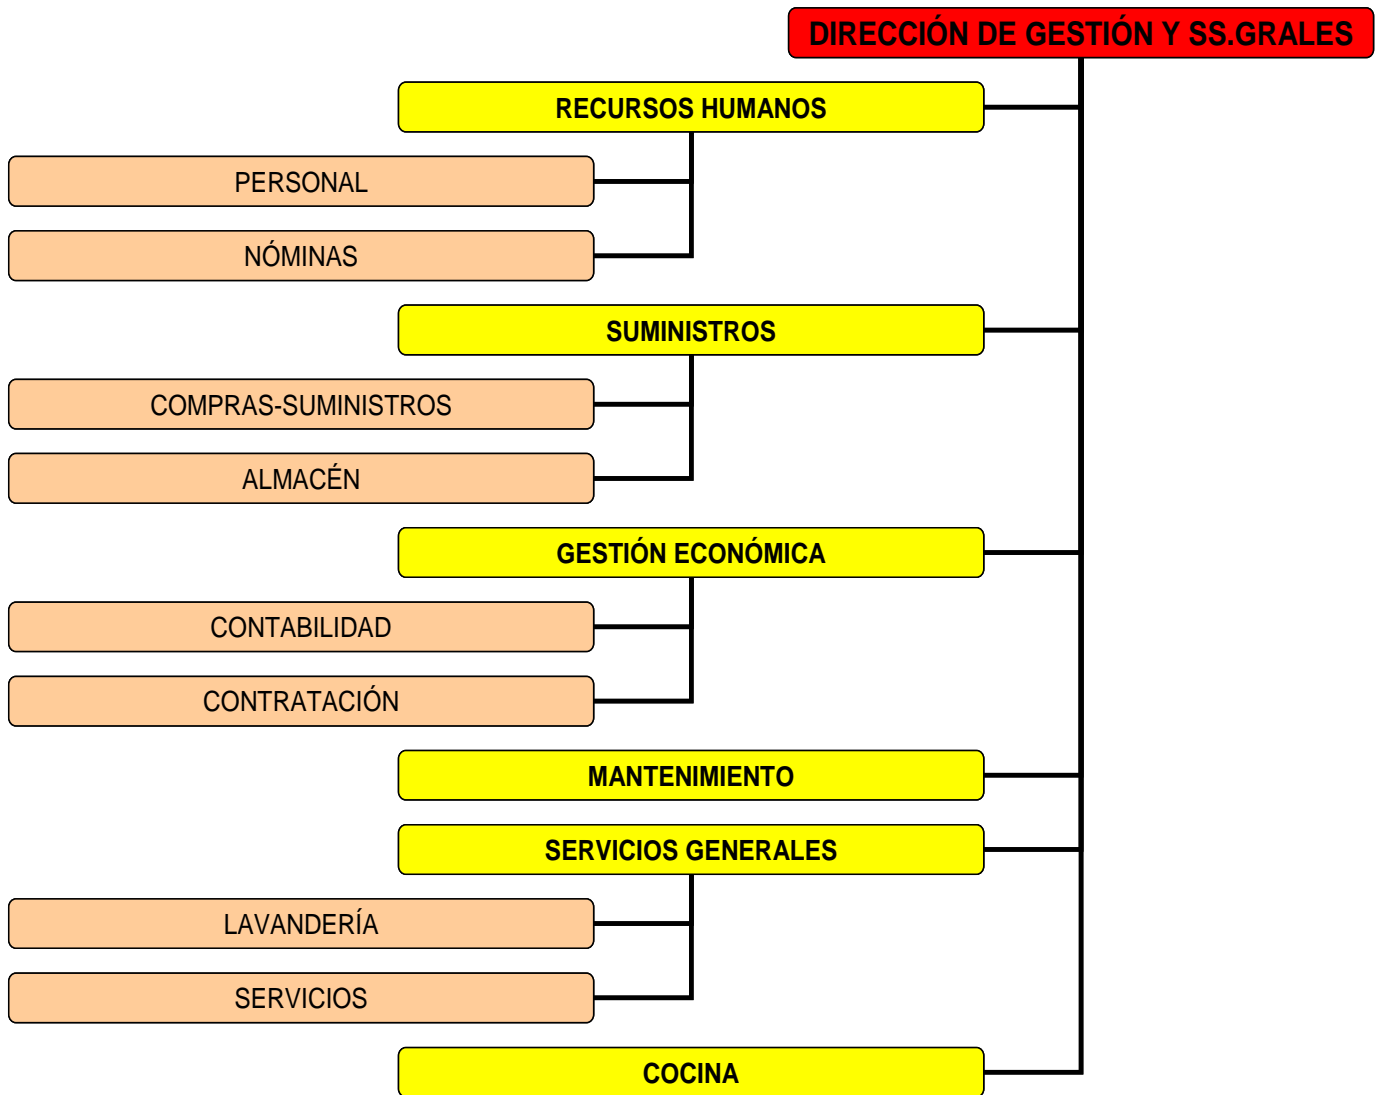 DIRECCIÓN DE GESTIÓN Y SS.GRALES
RECURSOS HUMANOS
PERSONAL
NÓMINAS
SUMINISTROS
COMPRAS-SUMINISTROS
ALMACÉN
GESTIÓN ECONÓMICA
CONTABILIDAD
CONTRATACIÓN
MANTENIMIENTO
SERVICIOS GENERALES
LAVANDERÍA
SERVICIOS
COCINA